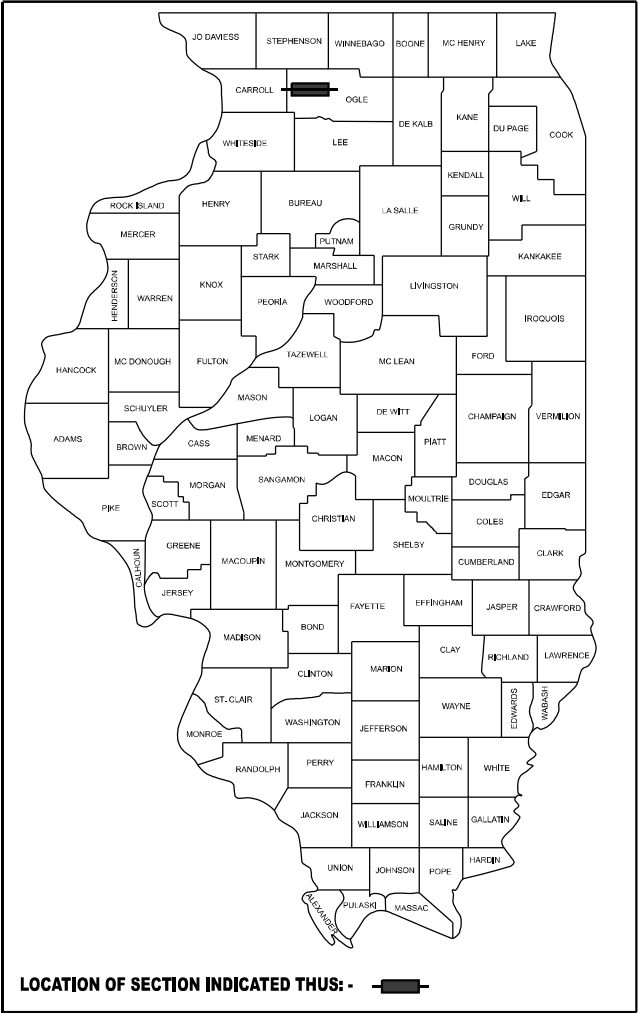 JO DAVIESS STEPHENSON WINNEBAGO BOONE MC HENRY LAKE
CARROLL OGLE
DE KALB KANE DU PAGE COOK
WHITESIDE LEE
KENDALL
ROCK ISLAND HENRY BUREAU LA SALLE WILL
MERCER PUTNAM GRUNDY
STARK MARSHALL KANKAKEE
HENDERSON WARREN KNOX PEORIA WOODFORD LIVINGSTON
IROQUOIS
HANCOCK MC DONOUGH FULTON TAZEWELL MC LEAN FORD
MASON
SCHUYLER LOGAN DE WITT CHAMPAIGN VERMILION
ADAMS BROWN CASS MENARD PIATT
MACON
PIKE SCOTT MORGAN SANGAMON MOULTRIE DOUGLAS EDGAR
CHRISTIAN COLES
GREENE SHELBY
CALHOUN MACOUPIN MONTGOMERY CUMBERLAND CLARK
JERSEY FAYETTE EFFINGHAM JASPER CRAWFORD
MADISON BOND
CLAY RICHLAND LAWRENCE
CLINTON MARION
ST. CLAIR WAYNE EDWARDS WABASH
WASHINGTON JEFFERSON
MONROE
RANDOLPH PERRY HAMILTON WHITE
FRANKLIN
JACKSON WILLIAMSON SALINE GALLATIN
UNION JOHNSON POPE HARDIN
ALEXANDER PULASKI MASSAC
LOCATION OF SECTION INDICATED THUS: -